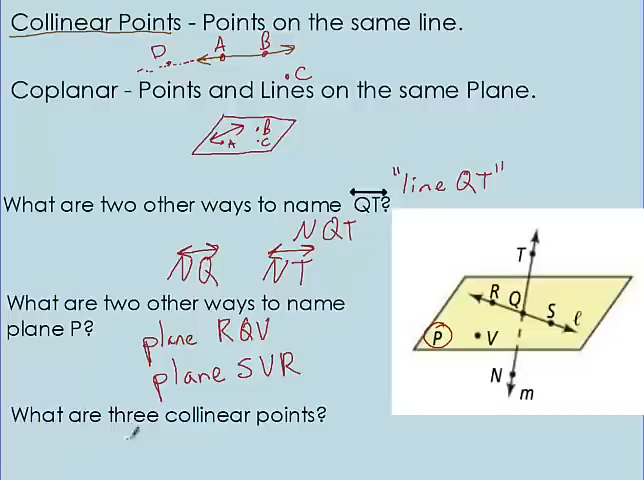 Collinear Points - Points on the same line.
D A B
C
Coplanar - Points and Lines on the same Plane.
B
A C
"line QT"
What are two other ways to name QT?
NQT
NQ NT
What are two other ways to name
plane P?
plane RQV
plane SVR
What are three collinear points?
T
R Q S ℓ
P V
N
m